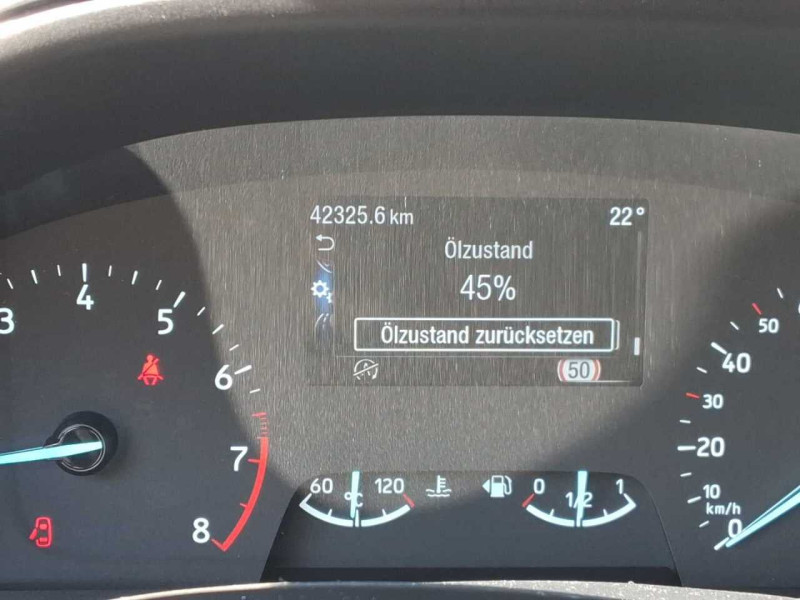 42325.6 km 22°
Ölzustand
45%
Ölzustand zurücksetzen
50
3 4 5 6 7 8
60 °C 120
0 1/2 1
0 10 20 30 40 50
km/h